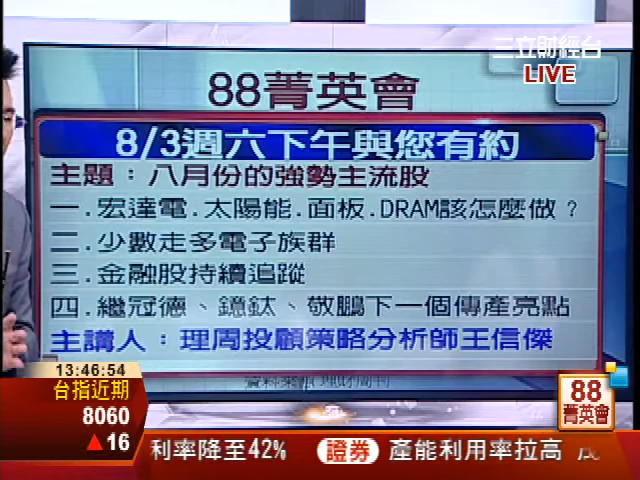 三立財經台
LIVE
88菁英會
8/3週六下午與您有約
主題：八月份的強勢主流股
一.宏達電.太陽能.面板.DRAM該怎麼做？
二.少數走多電子族群
三.金融股持續追蹤
四.繼冠德、鐿鈦、敬鵬下一個傳產亮點
主講人：理周投顧策略分析師王信傑
13:46:54
台指近期
8060
▲16
88
菁英會
利率降至42% 證券 產能利用率拉高